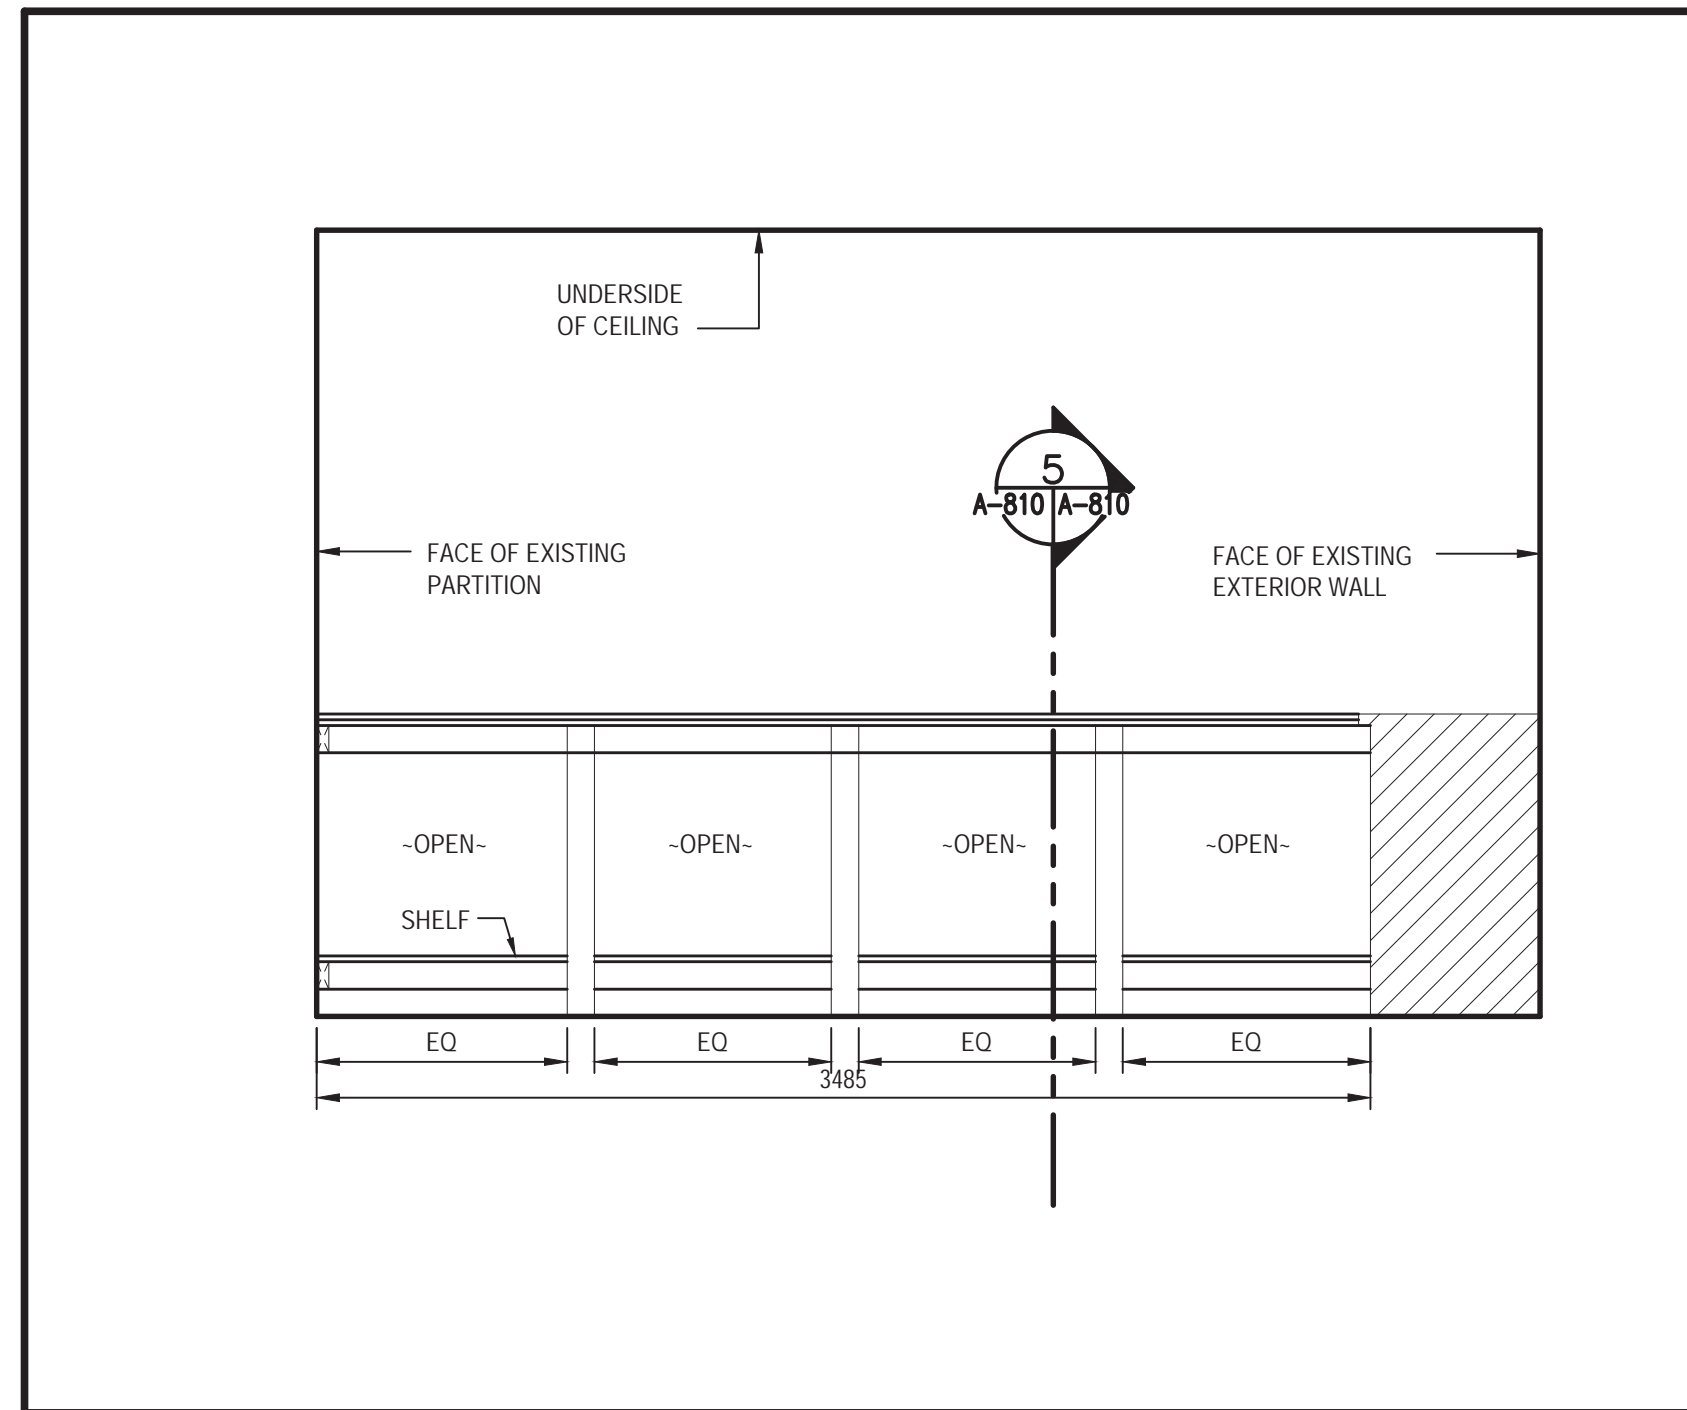 UNDERSIDE
OF CEILING
5
A-810 A-810
FACE OF EXISTING
PARTITION
FACE OF EXISTING
EXTERIOR WALL
~OPEN~ ~OPEN~ ~OPEN~ ~OPEN~
SHELF
EQ EQ EQ EQ
3485